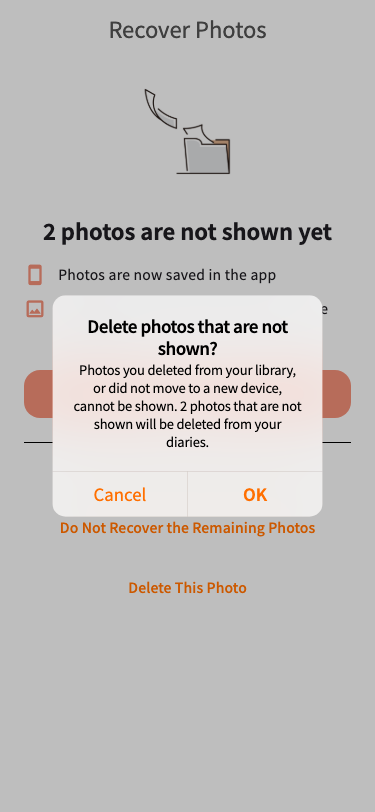 Recover Photos
2 photos are not shown yet
Photos are now saved in the app
Delete photos that are not
shown?
Photos you deleted from your library,
or did not move to a new device,
cannot be shown. 2 photos that are not
shown will be deleted from your
diaries.
Cancel
OK
Do Not Recover the Remaining Photos
Delete This Photo